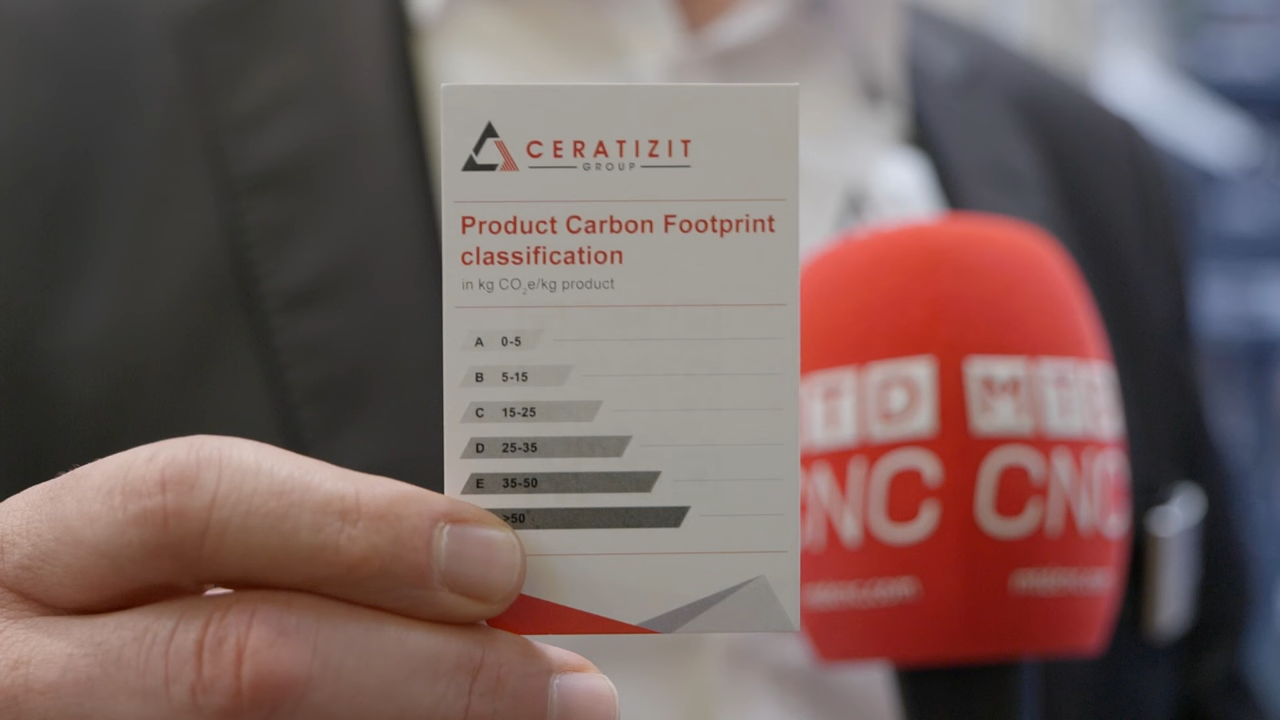 CERATIZIT
GROUP
Product Carbon Footprint
classification
in kg CO₂e/kg product
A 0-5
B 5-15
C 15-25
D 25-35
E 35-50
>50
CNC